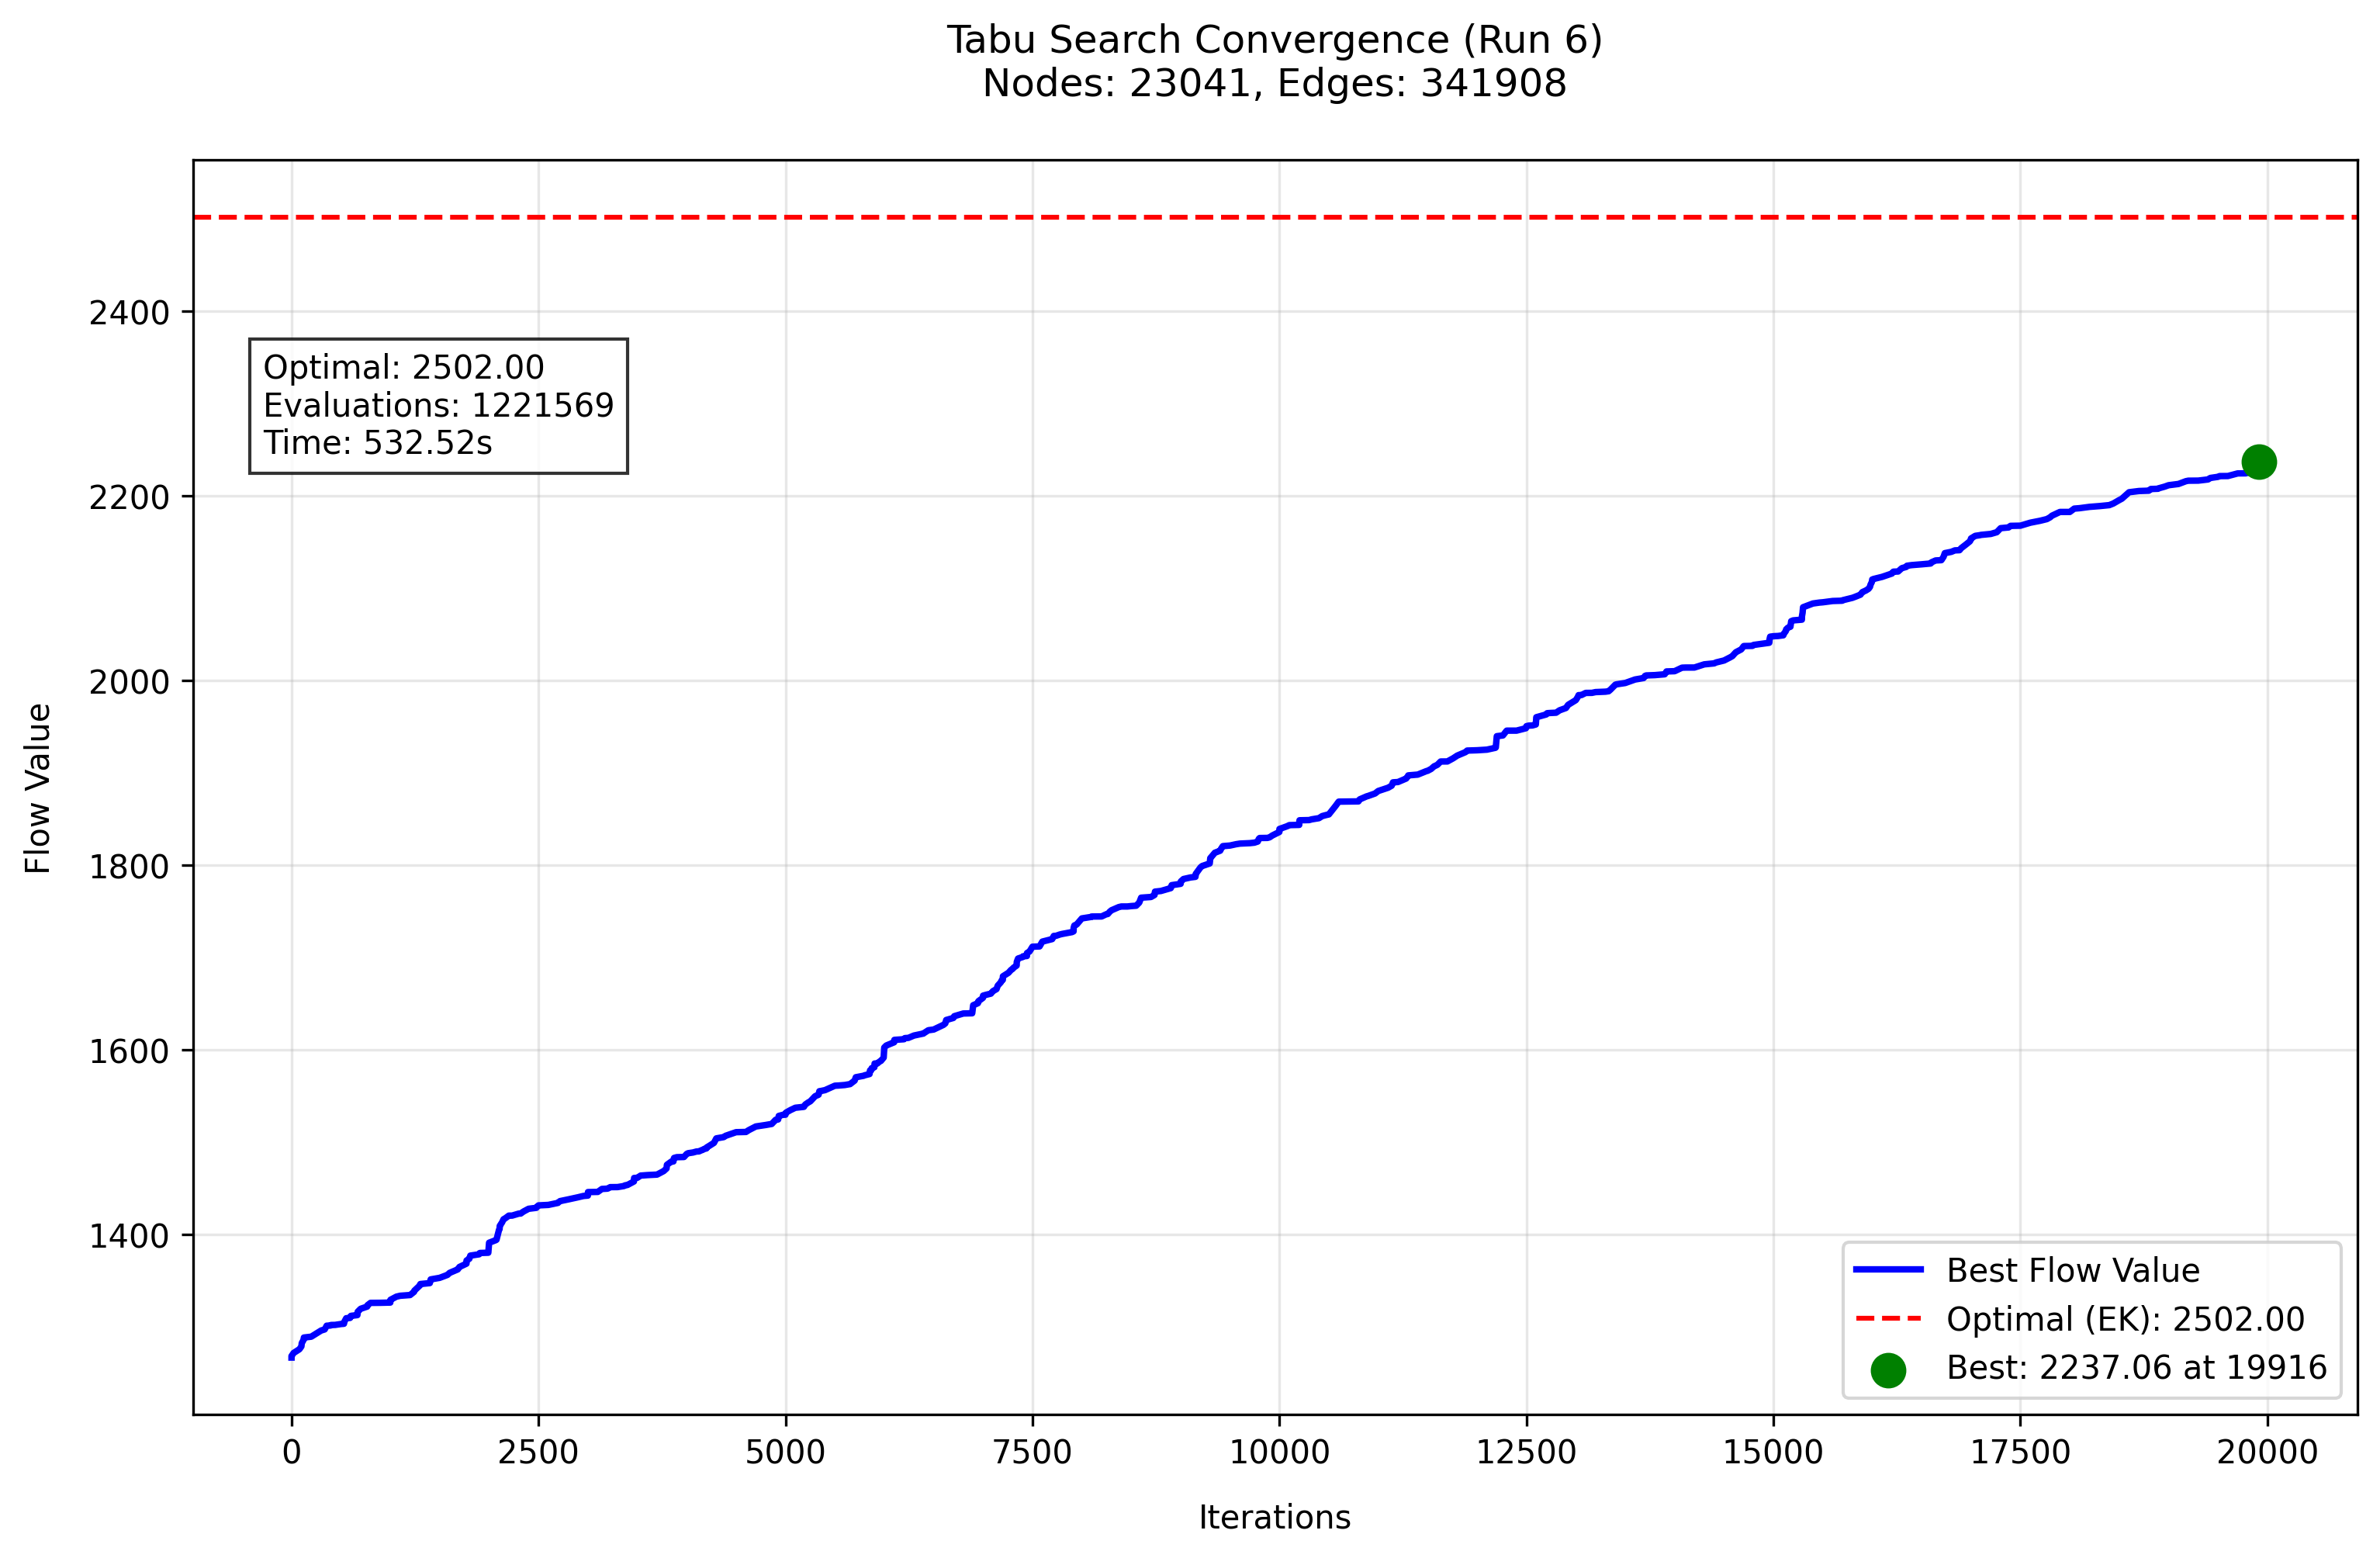 Tabu Search Convergence (Run 6)
Nodes: 23041, Edges: 341908
Flow Value
2400
2200
2000
1800
1600
1400
Optimal: 2502.00
Evaluations: 1221569
Time: 532.52s
Best Flow Value
Optimal (EK): 2502.00
Best: 2237.06 at 19916
0 2500 5000 7500 10000 12500 15000 17500 20000
Iterations